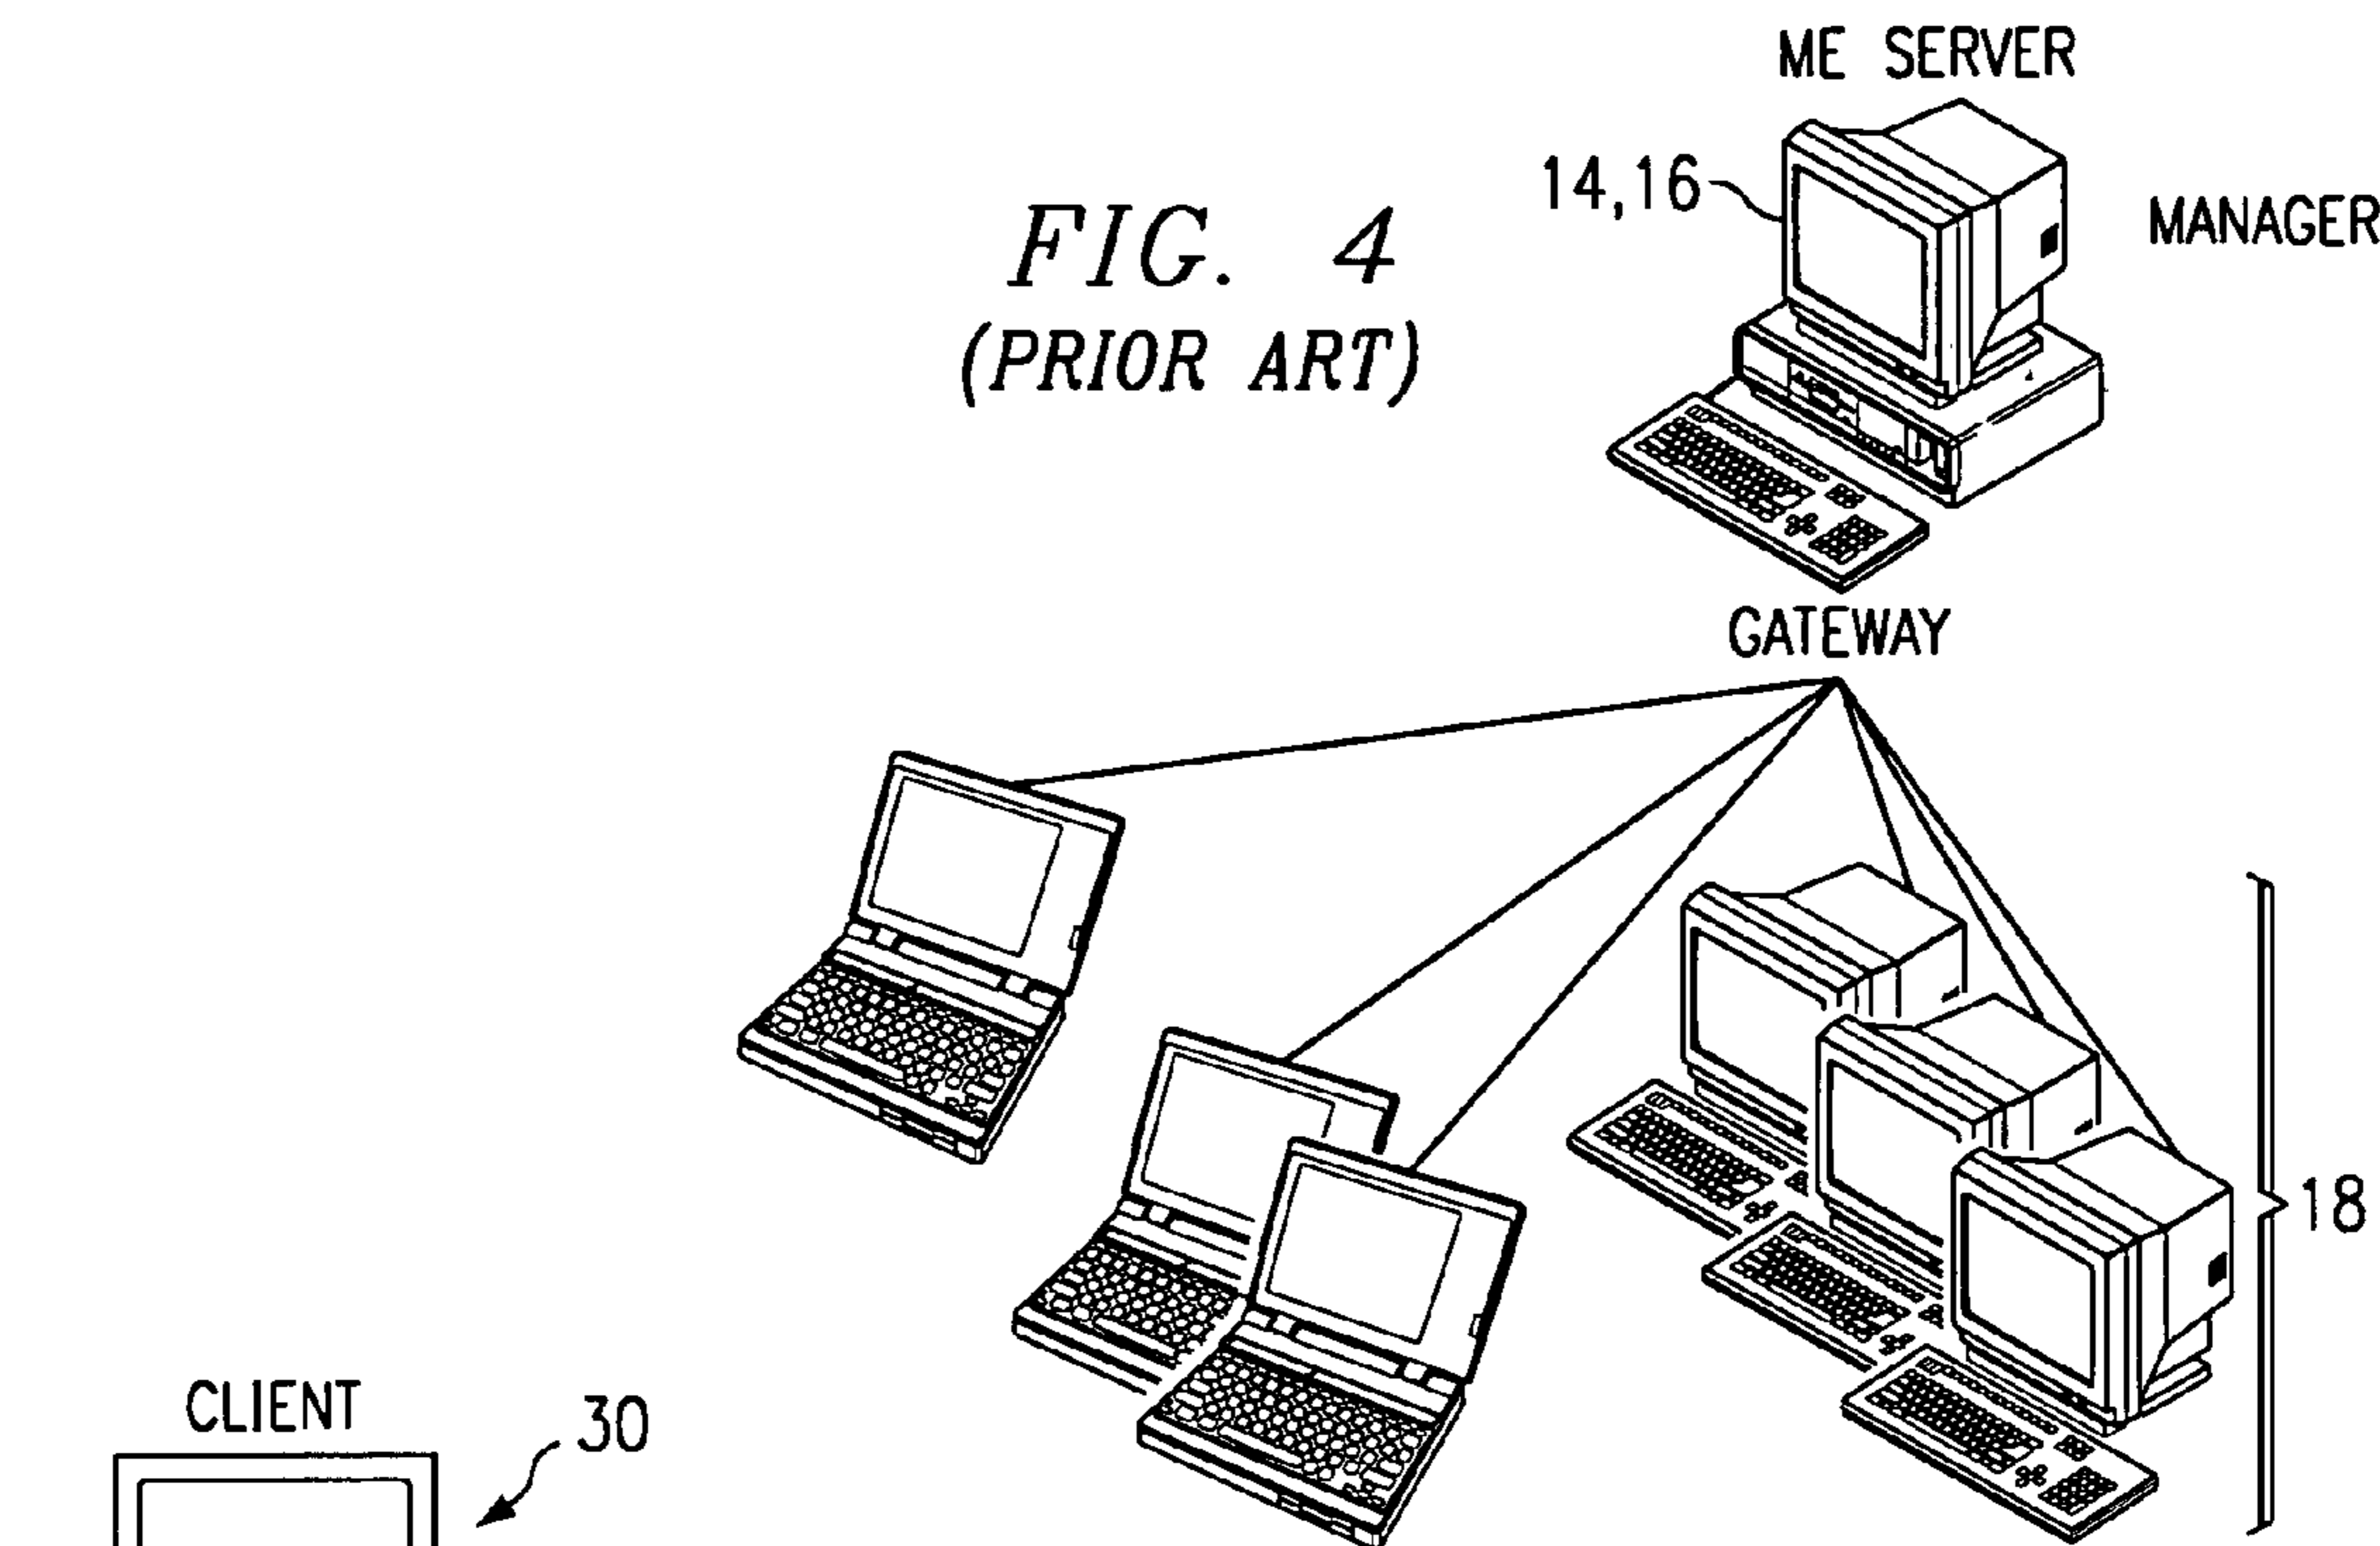 ME SERVER
14,16
MANAGER
FIG. 4
(PRIOR ART)
GATEWAY
18
CLIENT
30